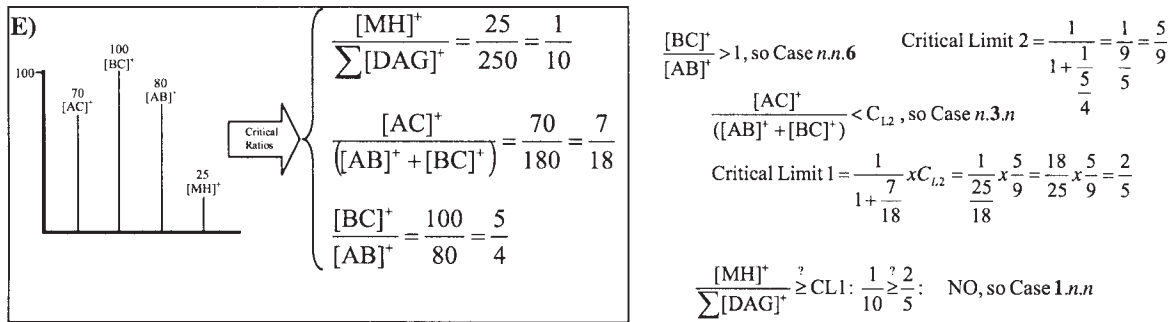 E)
100
70
[AC]⁺
100
[BC]⁺
80
[AB]⁺
25
[MH]⁺
Critical
Ratios
[MH]⁺ / ∑[DAG]⁺ = 25/250 = 1/10
[AC]⁺ / ([AB]⁺ + [BC]⁺) = 70/180 = 7/18
[BC]⁺ / [AB]⁺ = 100/80 = 5/4
[BC]⁺ / [AB]⁺ > 1, so Case n.n.6
Critical Limit 2 = 1 / (1 + 1/(5/4)) = 1/(9/5) = 5/9
[AC]⁺ / ([AB]⁺ + [BC]⁺) < C_L2 , so Case n.3.n
Critical Limit 1 = 1 / (1 + 7/18) x C_L2 = 1/(25/18) x 5/9 = 18/25 x 5/9 = 2/5
[MH]⁺ / ∑[DAG]⁺ ≥? CL1 : 1/10 ≥? 2/5 : NO, so Case 1.n.n